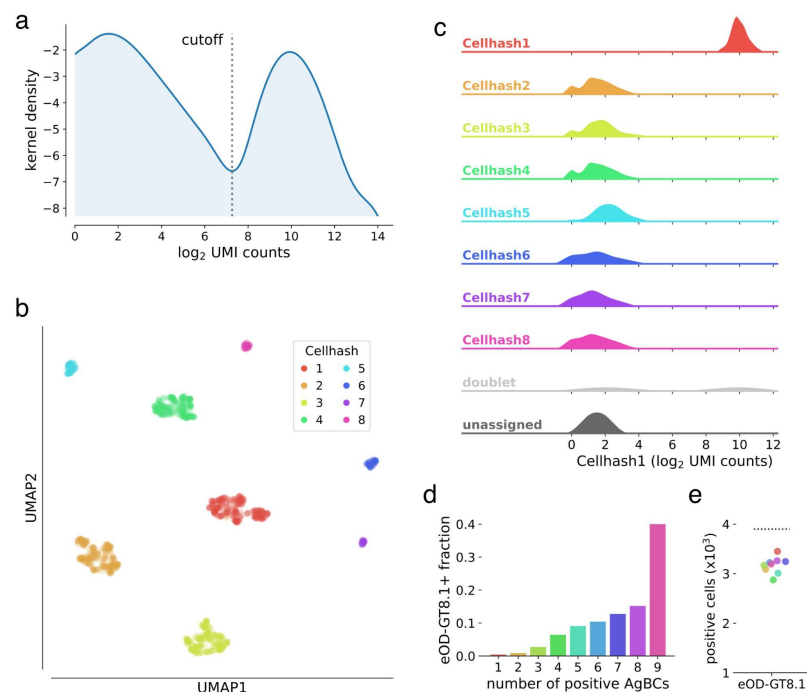 a
cutoff
kernel density
−2
−3
−4
−5
−6
−7
−8
0 2 4 6 8 10 12 14
log₂ UMI counts
b
Cellhash
1 5
2 6
3 7
4 8
UMAP2
UMAP1
c
Cellhash1
Cellhash2
Cellhash3
Cellhash4
Cellhash5
Cellhash6
Cellhash7
Cellhash8
doublet
unassigned
0 2 4 6 8 10 12
Cellhash1 (log₂ UMI counts)
d
eOD-GT8.1+ fraction
0.4
0.3
0.2
0.1
0.0
1 2 3 4 5 6 7 8 9
number of positive AgBCs
e
positive cells (x10³)
4
3
2
1
eOD-GT8.1